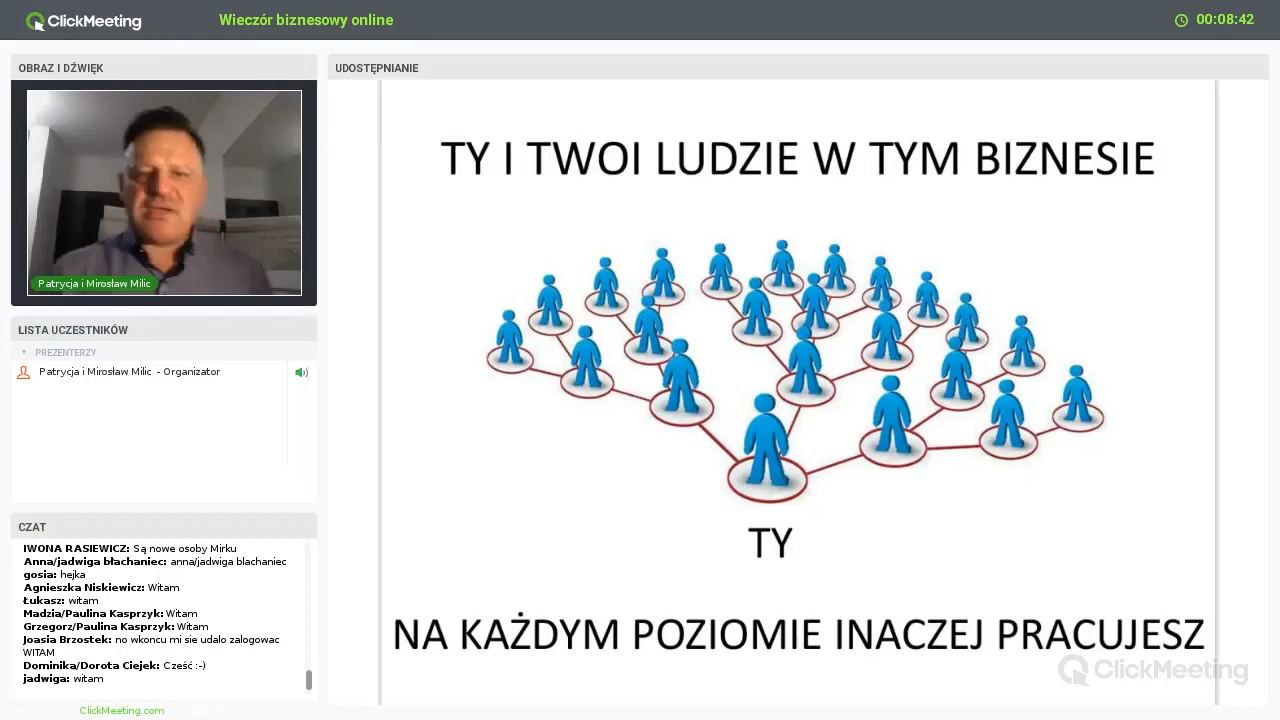 ClickMeeting
Wieczór biznesowy online
00:08:42
OBRAZ I DŹWIĘK
Patrycja i Mirosław Milic
LISTA UCZESTNIKÓW
PREZENTERZY
Patrycja i Mirosław Milic - Organizator
CZAT
IWONA RASIEWICZ: Są nowe osoby Mirku
Anna/jadwiga błachaniec: anna/jadwiga blachaniec
gosia: hejka
Agnieszka Niskiewicz: Witam
Łukasz: witam
Madzia/Paulina Kasprzyk: Witam
Grzegorz/Paulina Kasprzyk: Witam
Joasia Brzostek: no wkoncu mi sie udalo zalogowac
WITAM
Dominika/Dorota Ciejek: Cześć :-)
jadwiga: witam
ClickMeeting.com
UDOSTĘPNIANIE
TY I TWOI LUDZIE W TYM BIZNESIE
TY
NA KAŻDYM POZIOMIE INACZEJ PRACUJESZ
ClickMeeting